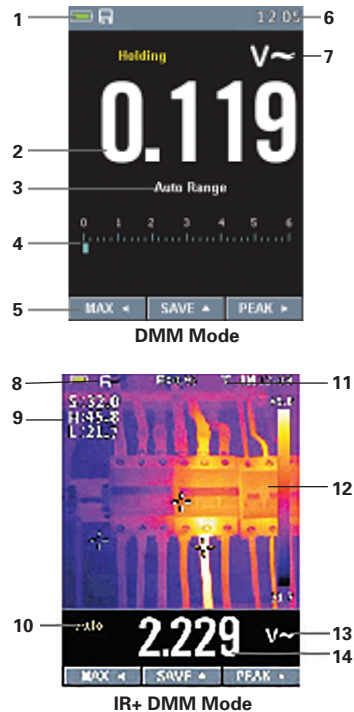 1
12:05
6
Holding
V~
7
0.119
2
3
Auto Range
0 1 2 3 4 5 6
4
5
MAX ◄ SAVE ▲ PEAK ►
DMM Mode
8
11
S:32.0
9
H:45.8
L:21.7
12
10
Auto
2.229
V~
13
14
MAX ◄ SAVE ▲ PEAK ►
IR+ DMM Mode